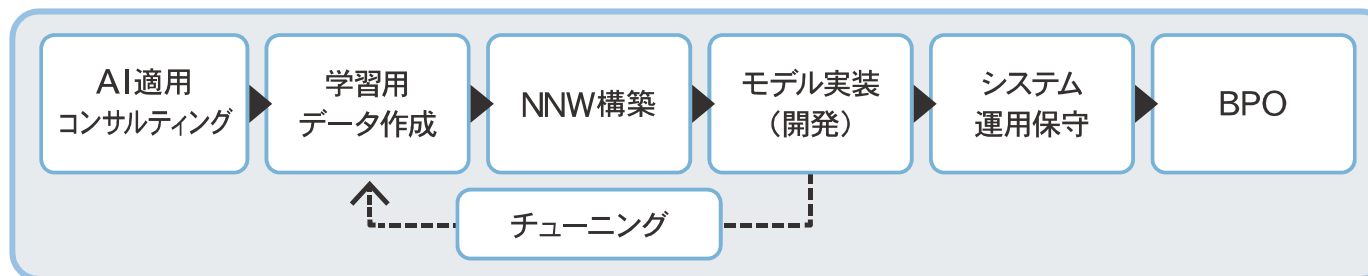 AI適用
コンサルティング
学習用
データ作成
NNW構築
モデル実装
（開発）
システム
運用保守
BPO
チューニング